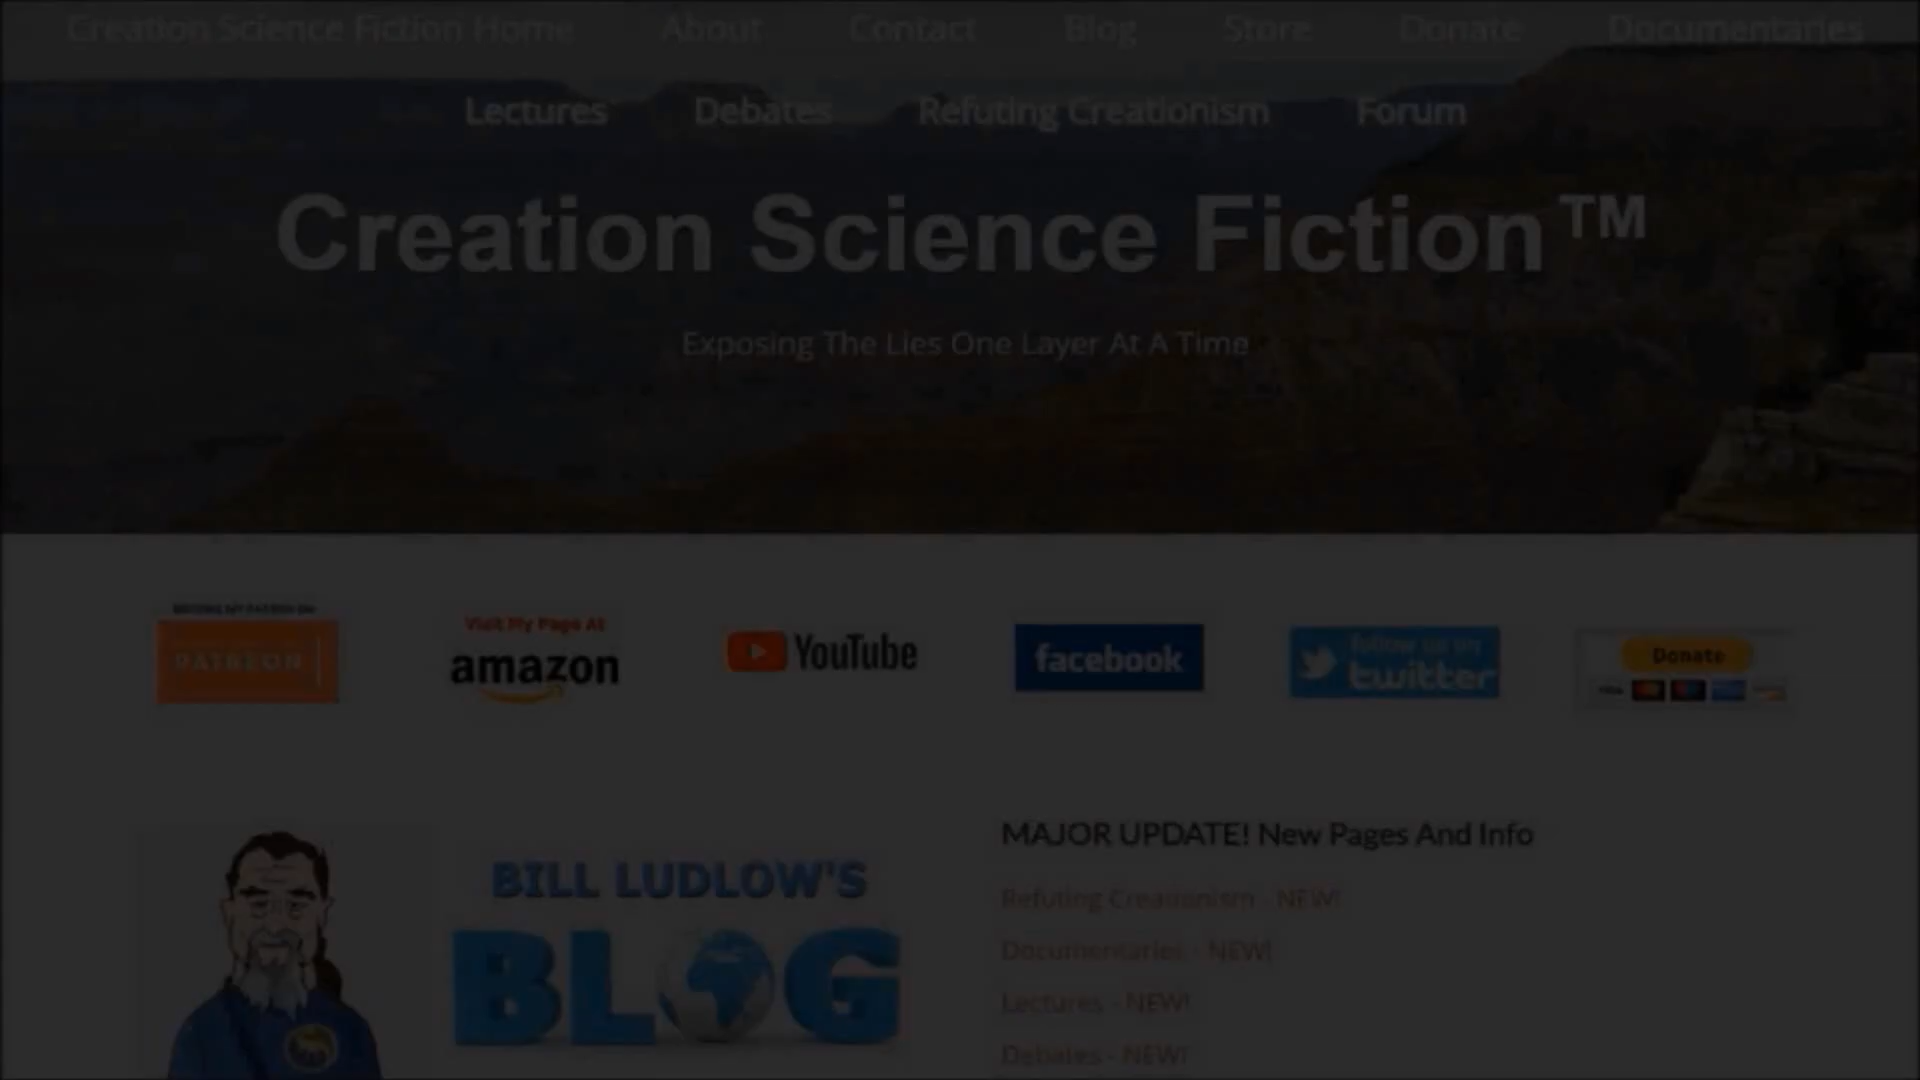 Creation Science Fiction Home About Contact Blog Store Donate Documentaries
Lectures Debates Refuting Creationism Forum
Creation Science Fiction™
Exposing The Lies One Layer At A Time
PATREON
Visit My Page At
amazon
YouTube
facebook
follow us on
twitter
Donate
BILL LUDLOW'S
BLOG
MAJOR UPDATE! New Pages And Info
Refuting Creationism - NEW!
Documentaries - NEW!
Lectures - NEW!
Debates - NEW!